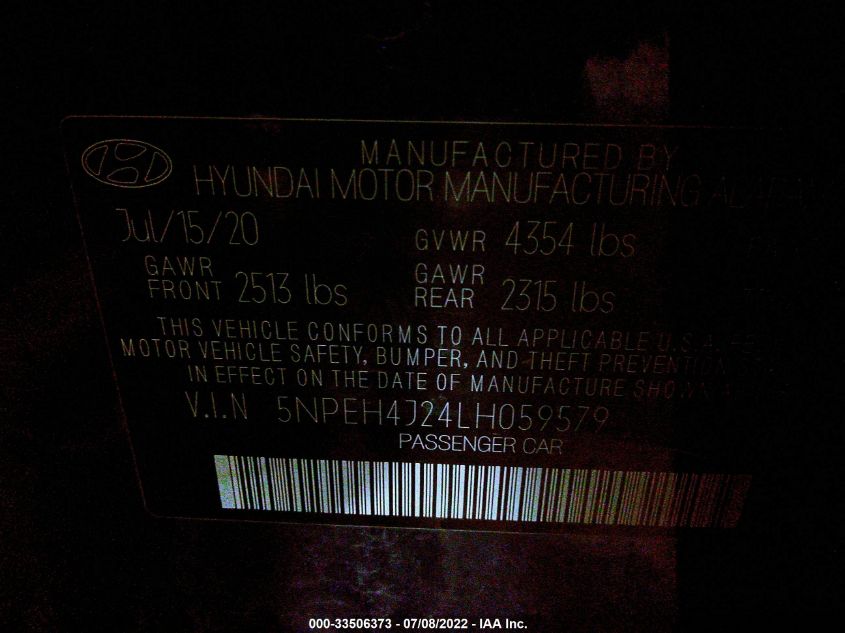 MANUFACTURED BY
HYUNDAI MOTOR MANUFACTURING
Jul/15/20 GVWR 4354 lbs
GAWR FRONT 2513 lbs GAWR REAR 2315 lbs
THIS VEHICLE CONFORMS TO ALL APPLICABLE U.S.A.
MOTOR VEHICLE SAFETY, BUMPER, AND THEFT PREVENTION
IN EFFECT ON THE DATE OF MANUFACTURE SHOWN
V.I.N 5NPEH4J24LH059579
PASSENGER CAR
000-33506373 - 07/08/2022 - IAA Inc.